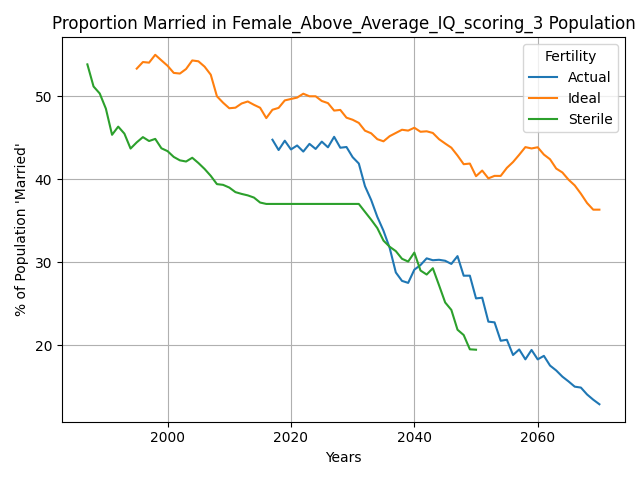 Proportion Married in Female_Above_Average_IQ_scoring_3 Population
% of Population 'Married'
50
40
30
20
Fertility
Actual
Ideal
Sterile
2000
2020
2040
2060
Years